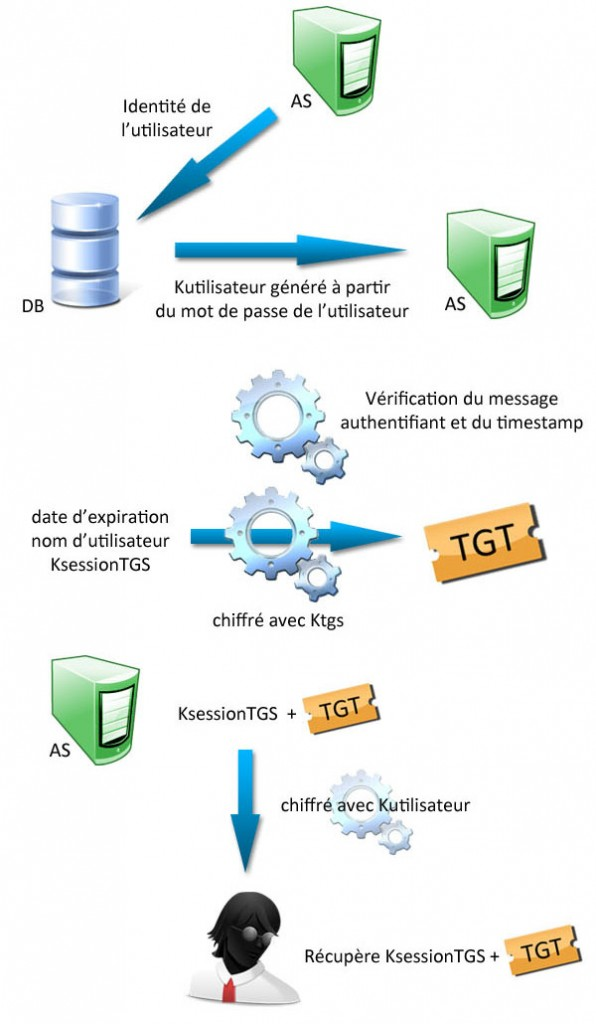 AS
Identité de
l'utilisateur
DB
Kutilisateur généré à partir
du mot de passe de l'utilisateur
AS
Vérification du message
authentifiant et du timestamp
date d'expiration
nom d'utilisateur
KsessionTGS
TGT
chiffré avec Ktgs
AS
KsessionTGS + TGT
chiffré avec Kutilisateur
Récupère KsessionTGS + TGT